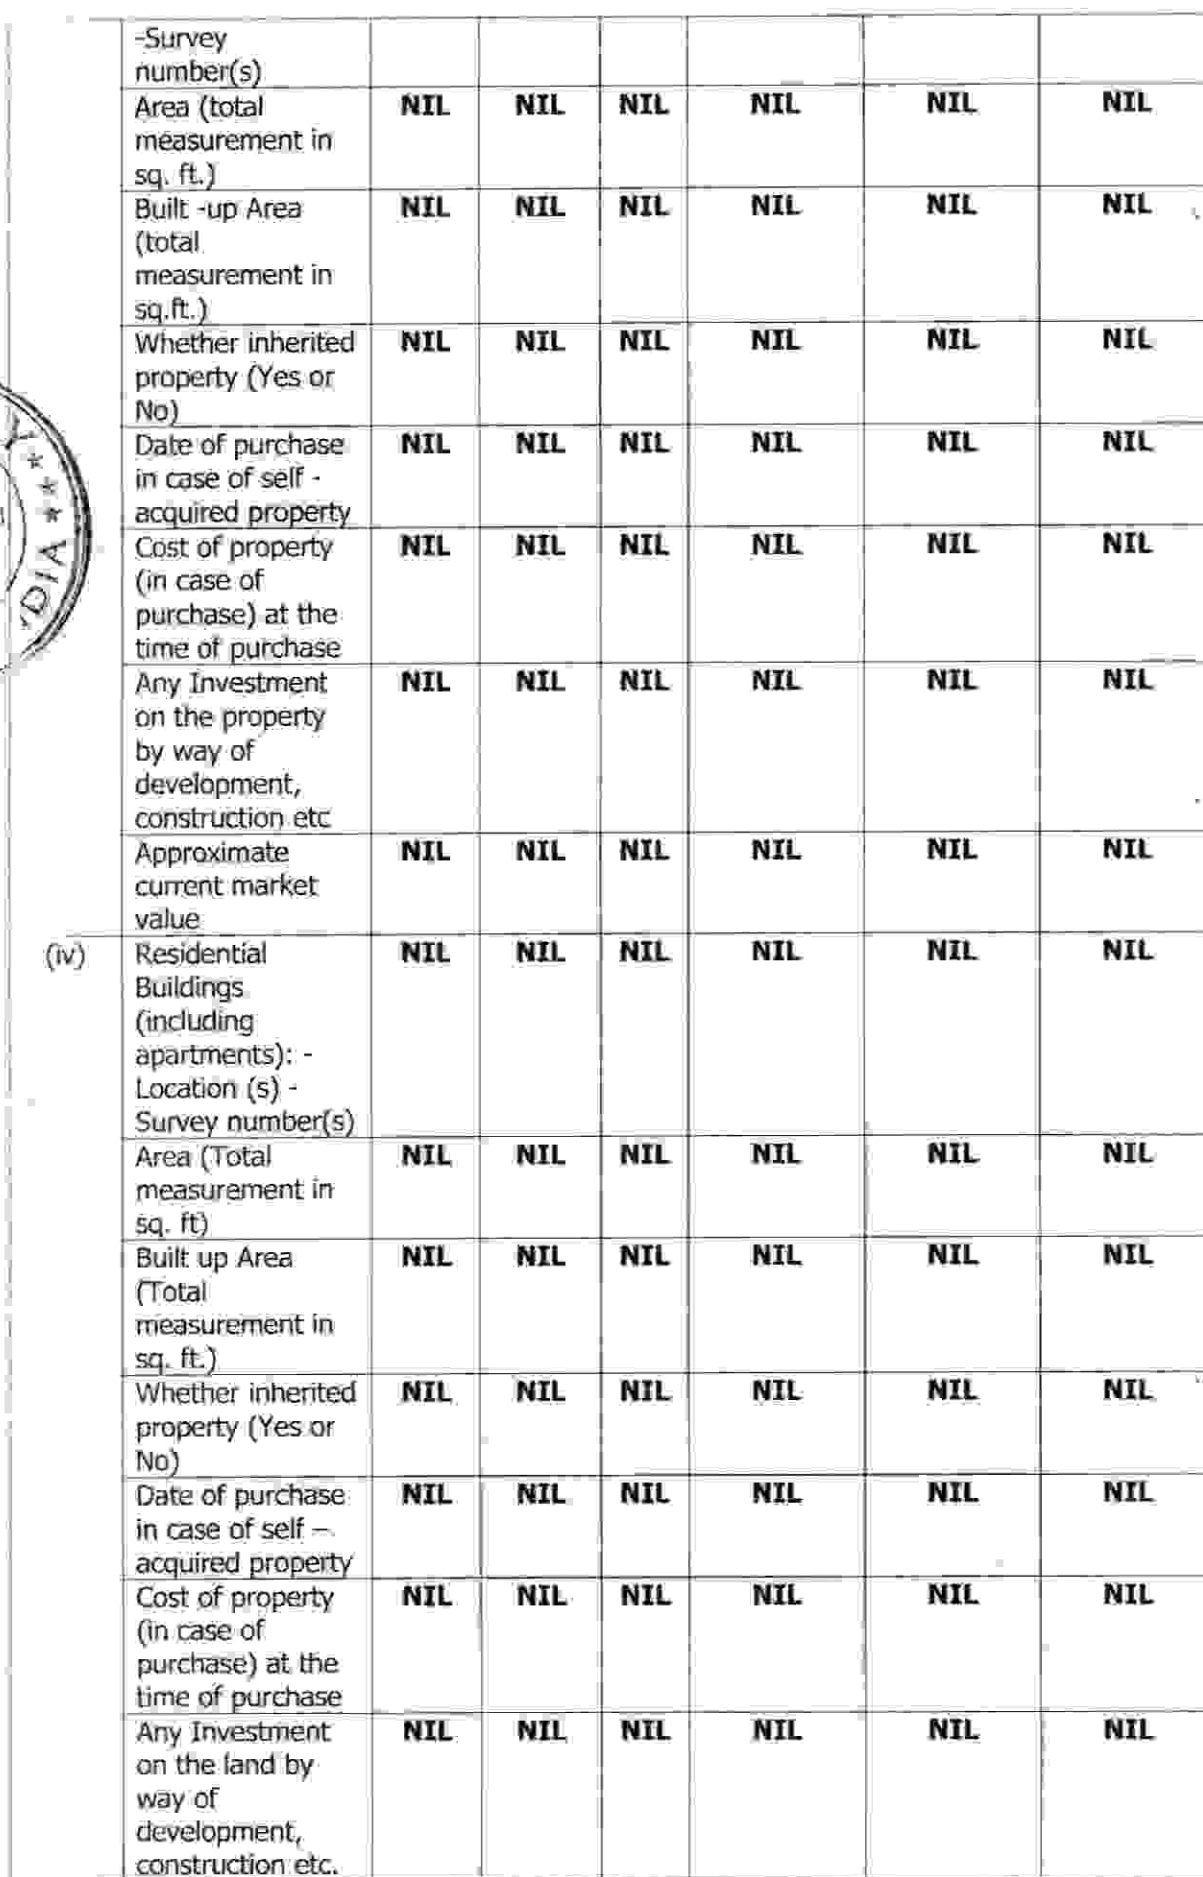 -Survey
number(s)
Area (total NIL NIL NIL NIL NIL NIL
measurement in
sq. ft.)
Built -up Area NIL NIL NIL NIL NIL NIL
(total
measurement in
sq.ft.)
Whether inherited NIL NIL NIL NIL NIL NIL
property (Yes or
No)
Date of purchase NIL NIL NIL NIL NIL NIL
in case of self -
acquired property
Cost of property NIL NIL NIL NIL NIL NIL
(in case of
purchase) at the
time of purchase
Any Investment NIL NIL NIL NIL NIL NIL
on the property
by way of
development,
construction etc
Approximate NIL NIL NIL NIL NIL NIL
current market
value
(iv) Residential NIL NIL NIL NIL NIL NIL
Buildings
(including
apartments): -
Location (s) -
Survey number(s)
Area (Total NIL NIL NIL NIL NIL NIL
measurement in
sq. ft)
Built up Area NIL NIL NIL NIL NIL NIL
(Total
measurement in
sq. ft.)
Whether inherited NIL NIL NIL NIL NIL NIL
property (Yes or
No)
Date of purchase NIL NIL NIL NIL NIL NIL
in case of self –
acquired property
Cost of property NIL NIL NIL NIL NIL NIL
(in case of
purchase) at the
time of purchase
Any Investment NIL NIL NIL NIL NIL NIL
on the land by
way of
development,
construction etc.